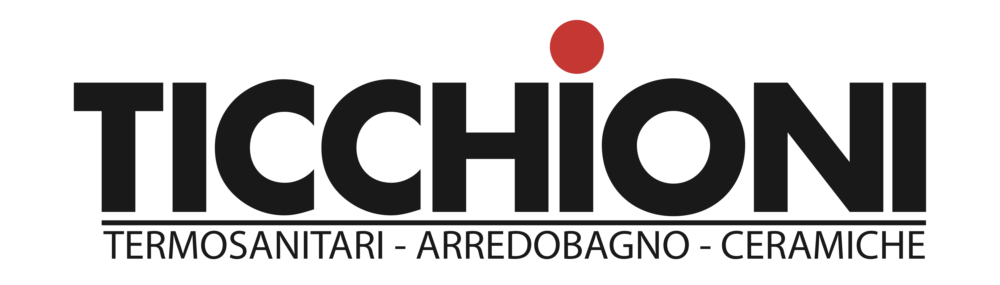 TICCHiONI
TERMOSANITARI - ARREDOBAGNO - CERAMICHE